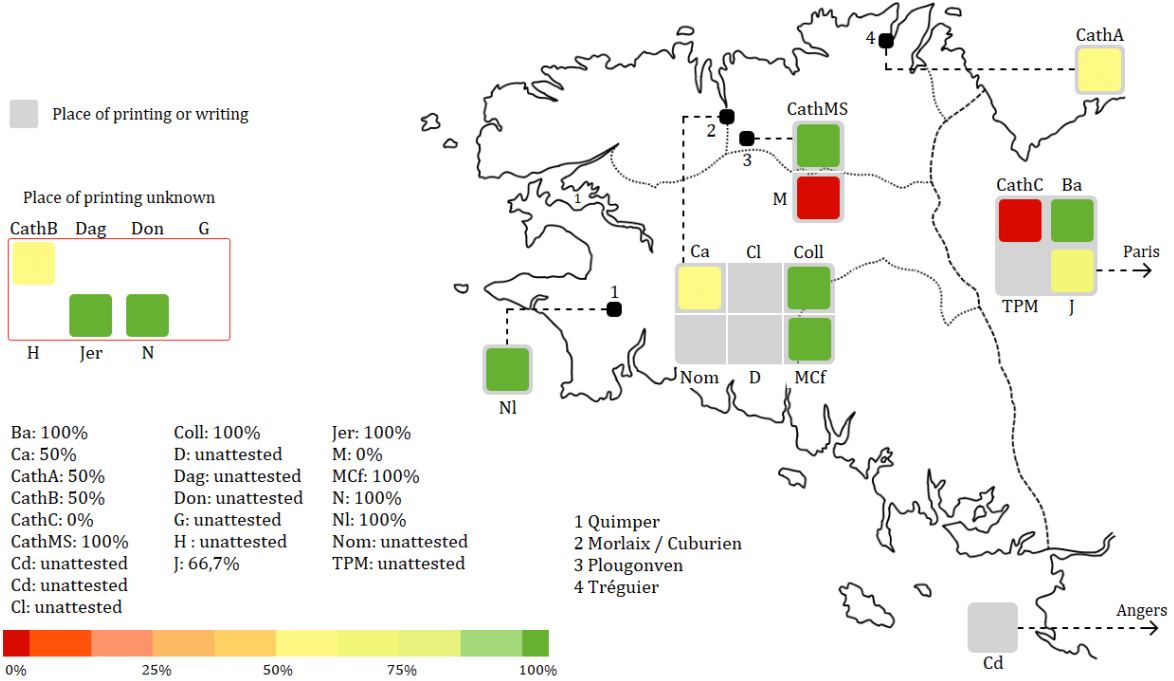 4
CathA
Place of printing or writing
2
3
CathMS
M
Place of printing unknown
CathB Dag Don G
H Jer N
1
CathC Ba
Paris
TPM J
Ca Cl Coll
Nom D MCf
1
Nl
Ba: 100%
Ca: 50%
CathA: 50%
CathB: 50%
CathC: 0%
CathMS: 100%
Cd: unattested
Cd: unattested
Cl: unattested
Coll: 100%
D: unattested
Dag: unattested
Don: unattested
G: unattested
H : unattested
J: 66,7%
Jer: 100%
M: 0%
MCf: 100%
N: 100%
Nl: 100%
Nom: unattested
TPM: unattested
1 Quimper
2 Morlaix / Cuburien
3 Plougonven
4 Tréguier
Angers
Cd
0% 25% 50% 75% 100%